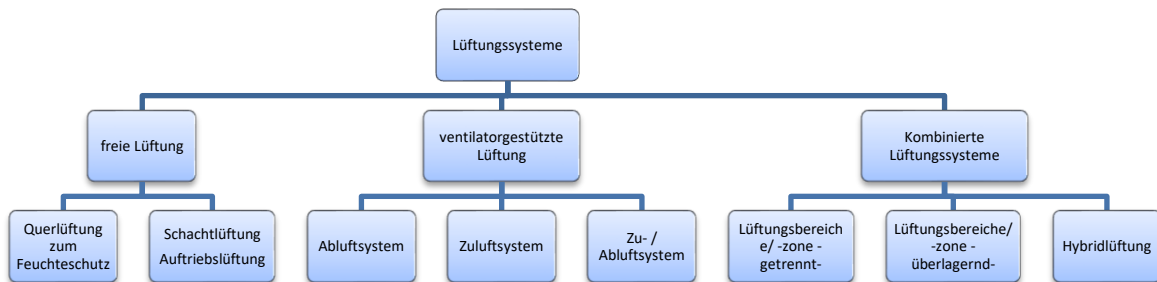 Lüftungssysteme
freie Lüftung
ventilatorgestützte
Lüftung
Kombinierte
Lüftungssysteme
Querlüftung
zum
Feuchteschutz
Schachtlüftung
Auftriebslüftung
Abluftsystem
Zuluftsystem
Zu- /
Abluftsystem
Lüftungsbereich
e/ -zone -
getrennt-
Lüftungsbereiche/
-zone -
überlagernd-
Hybridlüftung